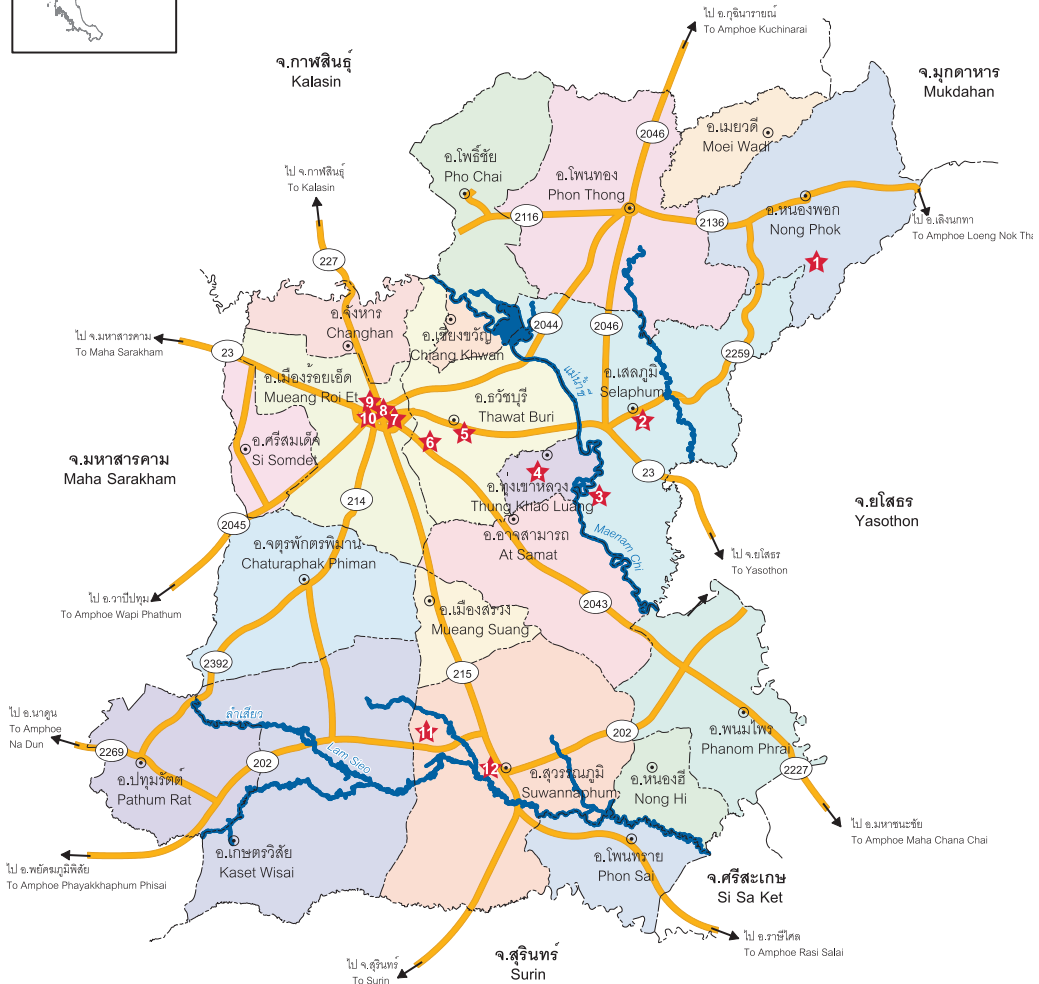 ไป อ.กุฉินารายณ์
To Amphoe Kuchinarai
จ.กาฬสินธุ์
Kalasin
จ.มุกดาหาร
Mukdahan
2046
อ.เมยวดี
Moei Wadi
อ.โพธิ์ชัย
Pho Chai
อ.โพนทอง
Phon Thong
ไป จ.กาฬสินธุ์
To Kalasin
อ.หนองพอก
Nong Phok
2116
2136
ไป อ.เลิงนกทา
To Amphoe Loeng Nok Tha
1
227
อ.จังหาร
Changhan
อ.เชียงขวัญ
Chiang Khwan
2044
2046
ไป จ.มหาสารคาม
To Maha Sarakham
23
2259
อ.เมืองร้อยเอ็ด
Mueang Roi Et
แม่น้ำชี
อ.เสลภูมิ
Selaphum
อ.ธวัชบุรี
Thawat Buri
9
8
10
7
2
6
5
อ.ศรีสมเด็จ
Si Somdet
จ.มหาสารคาม
Maha Sarakham
4
23
อ.ทุ่งเขาหลวง
Thung Khao Luang
3
214
จ.ยโสธร
Yasothon
2045
อ.อาจสามารถ
At Samat
Maenam Chi
อ.จตุรพักตรพิมาน
Chaturaphak Phiman
ไป จ.ยโสธร
To Yasothon
ไป อ.วาปีปทุม
To Amphoe Wapi Phathum
2043
อ.เมืองสรวง
Mueang Suang
2392
215
ไป อ.นาดูน
To Amphoe
Na Dun
ลำเสียว
2269
11
202
อ.พนมไพร
Phanom Phrai
Lam Sieo
202
อ.ปทุมรัตต์
Pathum Rat
12
อ.สุวรรณภูมิ
Suwannaphum
อ.หนองฮี
Nong Hi
2227
ไป อ.มหาชนะชัย
To Amphoe Maha Chana Chai
อ.เกษตรวิสัย
Kaset Wisai
อ.โพนทราย
Phon Sai
ไป อ.พยัคฆภูมิพิสัย
To Amphoe Phayakkhaphum Phisai
จ.ศรีสะเกษ
Si Sa Ket
ไป อ.ราษีไศล
To Amphoe Rasi Salai
จ.สุรินทร์
Surin
ไป จ.สุรินทร์
To Surin